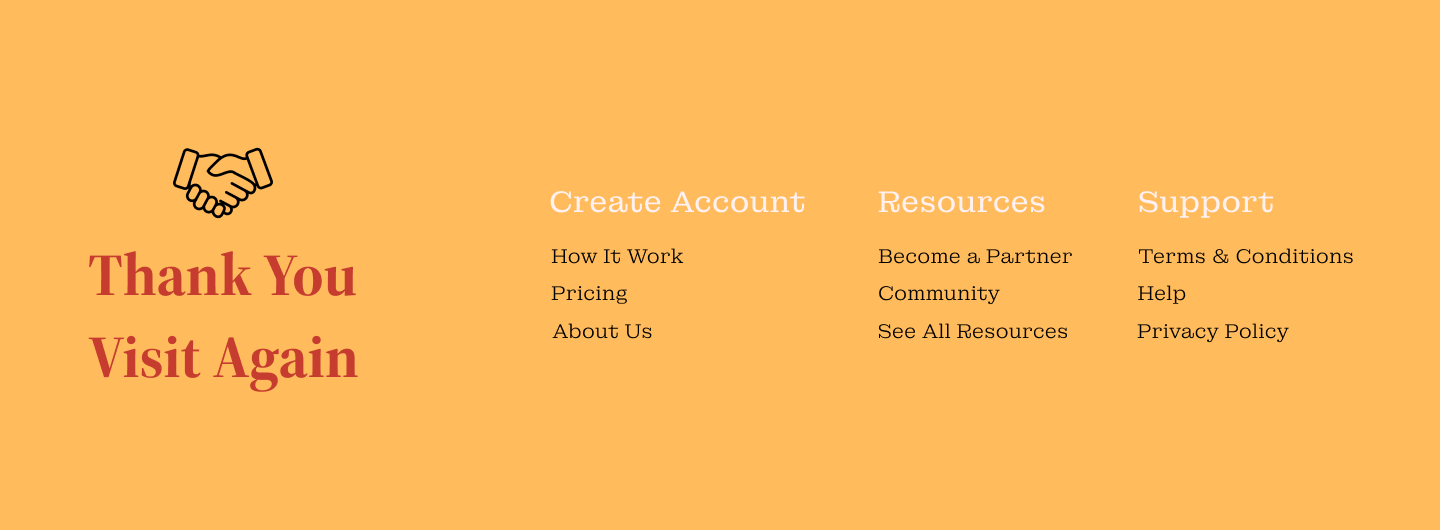 Thank You
Visit Again
Create Account
How It Work
Pricing
About Us
Resources
Become a Partner
Community
See All Resources
Support
Terms & Conditions
Help
Privacy Policy